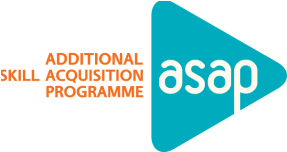 ADDITIONAL
SKILL ACQUISITION
PROGRAMME
asap